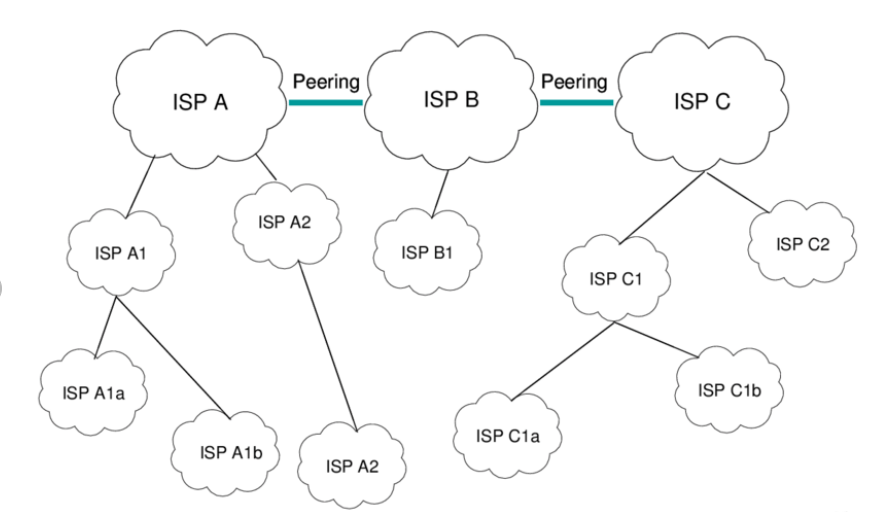 ISP A
Peering
ISP B
Peering
ISP C
ISP A1
ISP A2
ISP B1
ISP C1
ISP C2
ISP A1a
ISP A1b
ISP A2
ISP C1a
ISP C1b